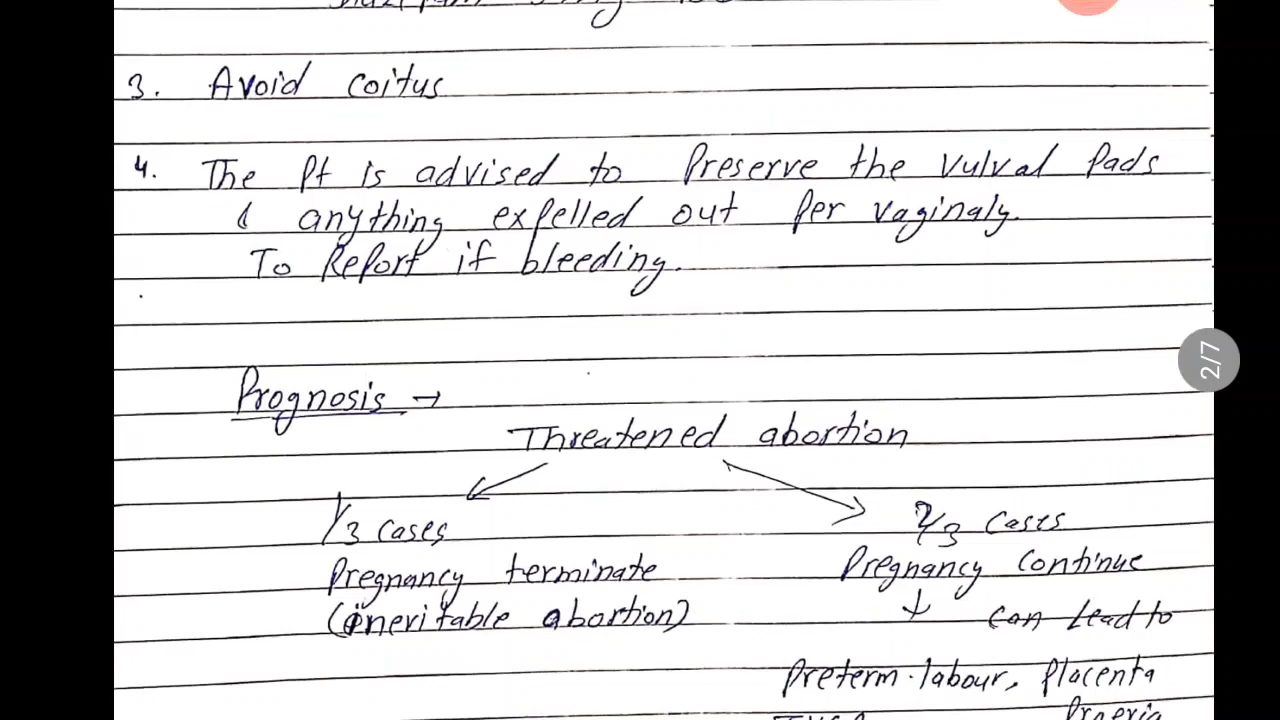 3. Avoid coitus
4. The Pt is advised to Preserve the vulval Pads
& anything expelled out Per vaginaly.
To Report if bleeding.
2/7
Prognosis →
Threatened abortion
1/3 cases
2/3 cases
Pregnancy terminate
Pregnancy continue
(inevitable abortion)
↓ can lead to
Preterm labour, Placenta